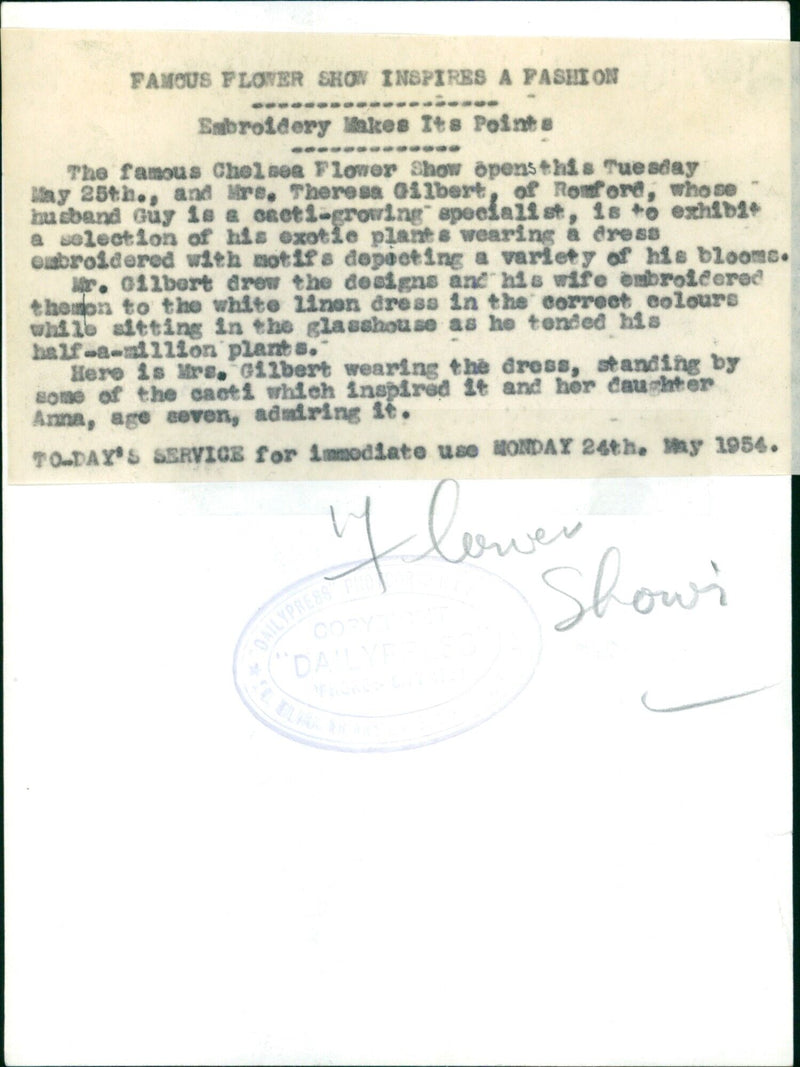 FAMOUS FLOWER SHOW INSPIRES A FASHION
Embroidery Makes Its Points
The famous Chelsea Flower Show opens this Tuesday
May 25th., and Mrs. Theresa Gilbert, of Romford, whose
husband Guy is a cacti-growing specialist, is to exhibit
a selection of his exotic plants wearing a dress
embroidered with motifs depecting a variety of his blooms.
Mr. Gilbert drew the designs and his wife embroidered
themon to the white linen dress in the correct colours
while sitting in the glasshouse as he tended his
half-a-million plants.
Here is Mrs. Gilbert wearing the dress, standing by
some of the cacti which inspired it and her daughter
Anna, age seven, admiring it.
TO-DAY'S SERVICE for immediate use MONDAY 24th. May 1954.
Flower
Shows
"DAILYPRESS"
COPYRIGHT
"DAILYPRESS"